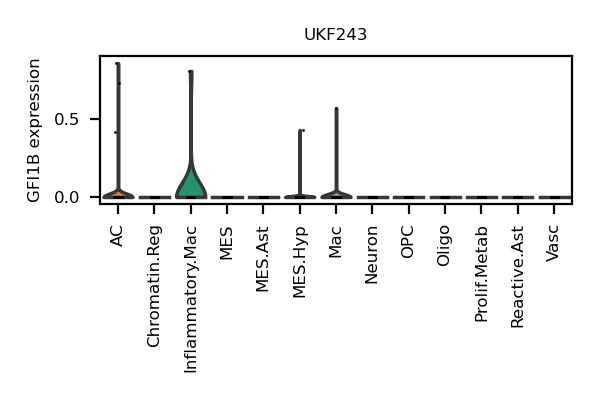 UKF243
GFI1B expression
0.5
0.0
AC
Chromatin.Reg
Inflammatory.Mac
MES
MES.Ast
MES.Hyp
Mac
Neuron
OPC
Oligo
Prolif.Metab
Reactive.Ast
Vasc